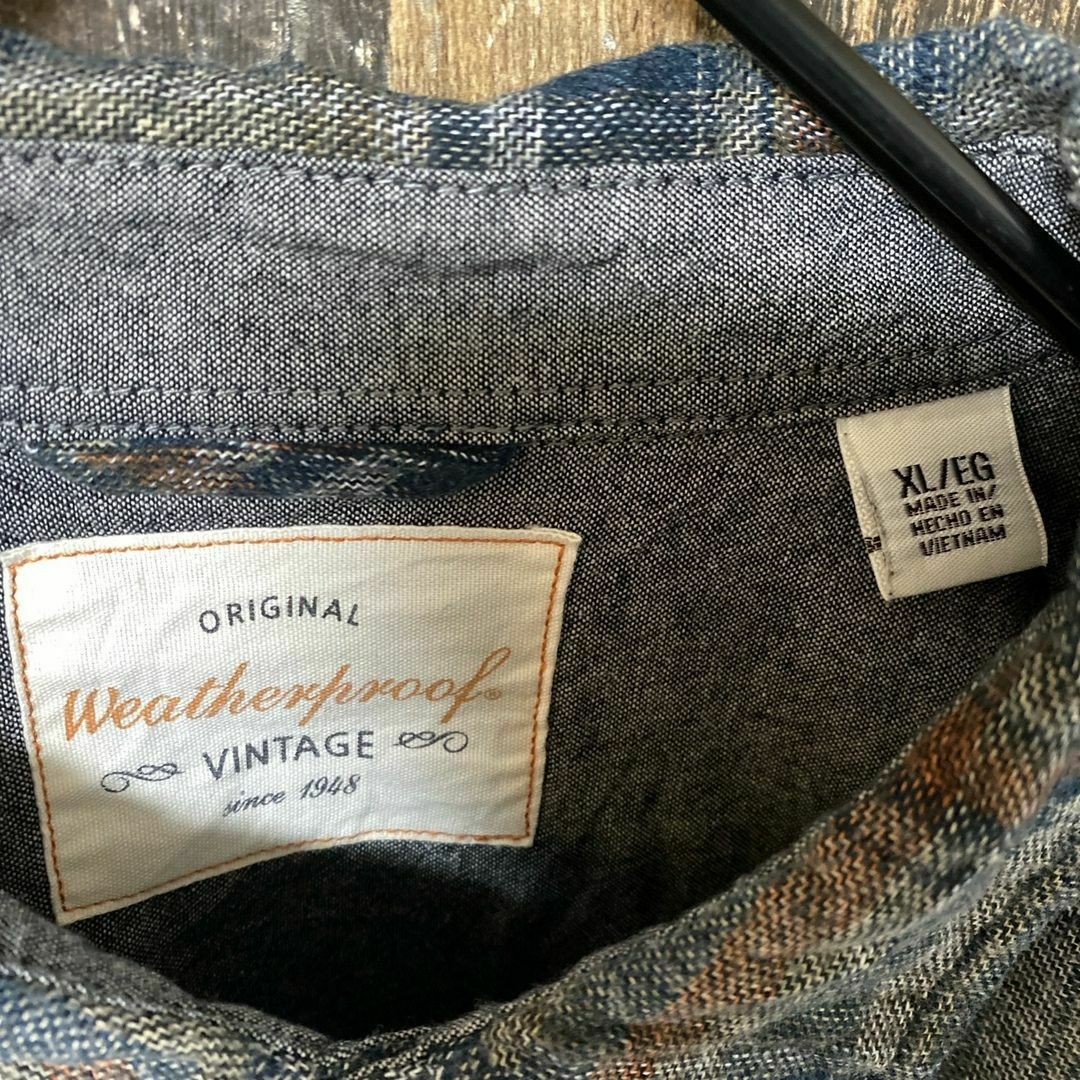 XL/EG
MADE IN/
HECHO EN
VIETNAM
ORIGINAL
Weatherproof®
VINTAGE
since 1948